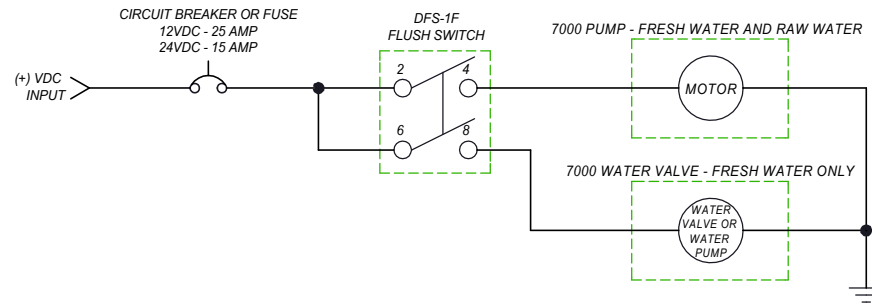 CIRCUIT BREAKER OR FUSE
12VDC - 25 AMP
24VDC - 15 AMP
DFS-1F
FLUSH SWITCH
7000 PUMP - FRESH WATER AND RAW WATER
(+) VDC
INPUT
2
4
MOTOR
6
8
7000 WATER VALVE - FRESH WATER ONLY
WATER
VALVE OR
WATER
PUMP